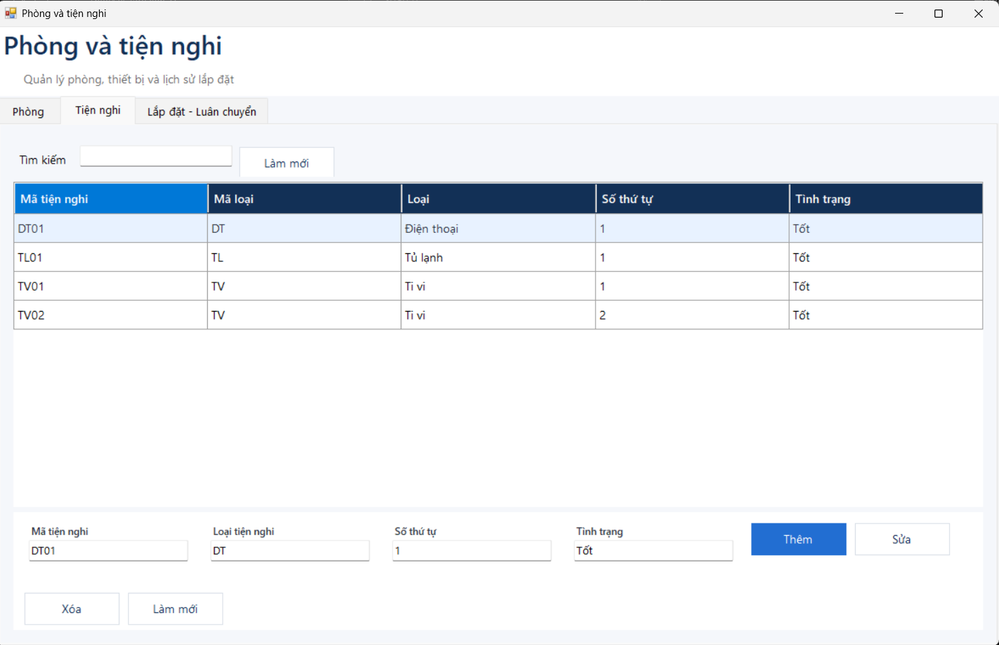 Phòng và tiện nghi
Phòng và tiện nghi
Quản lý phòng, thiết bị và lịch sử lắp đặt
Phòng Tiện nghi Lắp đặt - Luân chuyển
Tìm kiếm Làm mới
Mã tiện nghi Mã loại Loại Số thứ tự Tình trạng
DT01 DT Điện thoại 1 Tốt
TL01 TL Tủ lạnh 1 Tốt
TV01 TV Ti vi 1 Tốt
TV02 TV Ti vi 2 Tốt
Mã tiện nghi Loại tiện nghi Số thứ tự Tình trạng
DT01 DT 1 Tốt Thêm Sửa
Xóa Làm mới